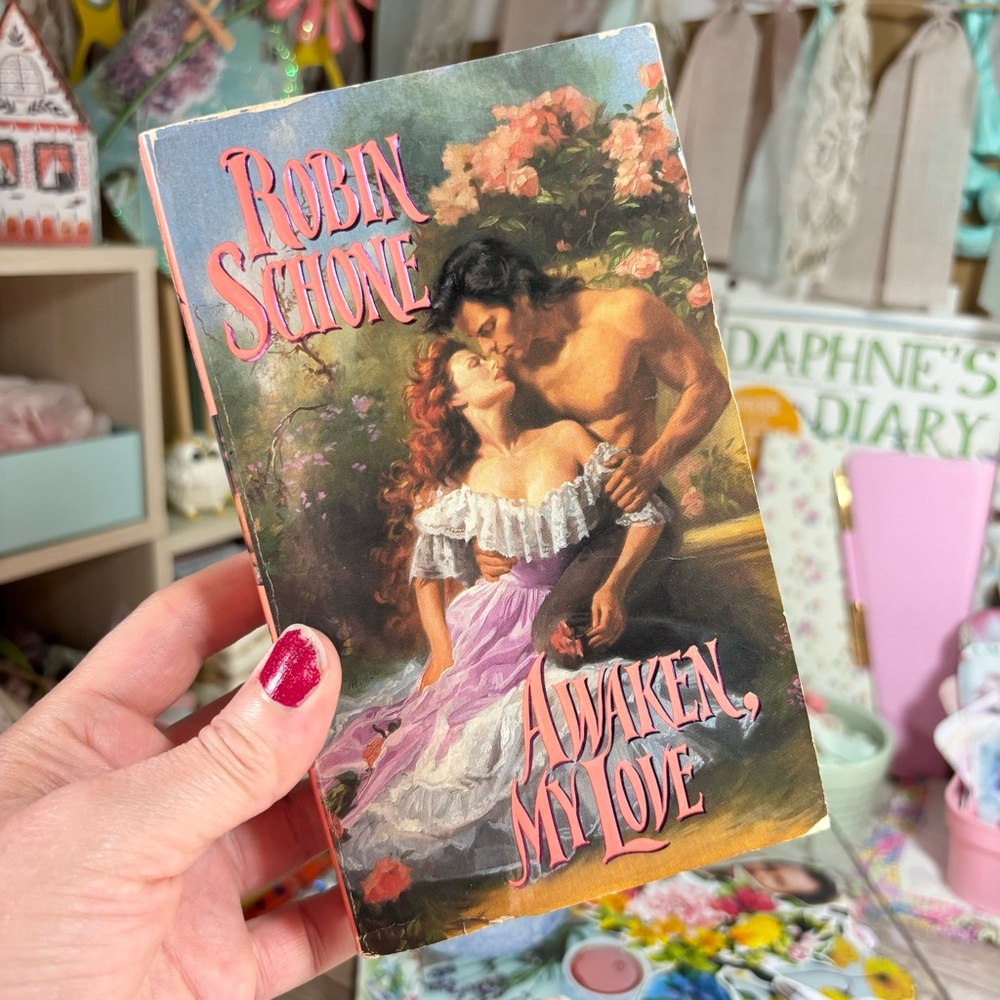 ROBIN
SCHONE
AWAKEN,
MY LOVE
DAPHNE'S
DIARY